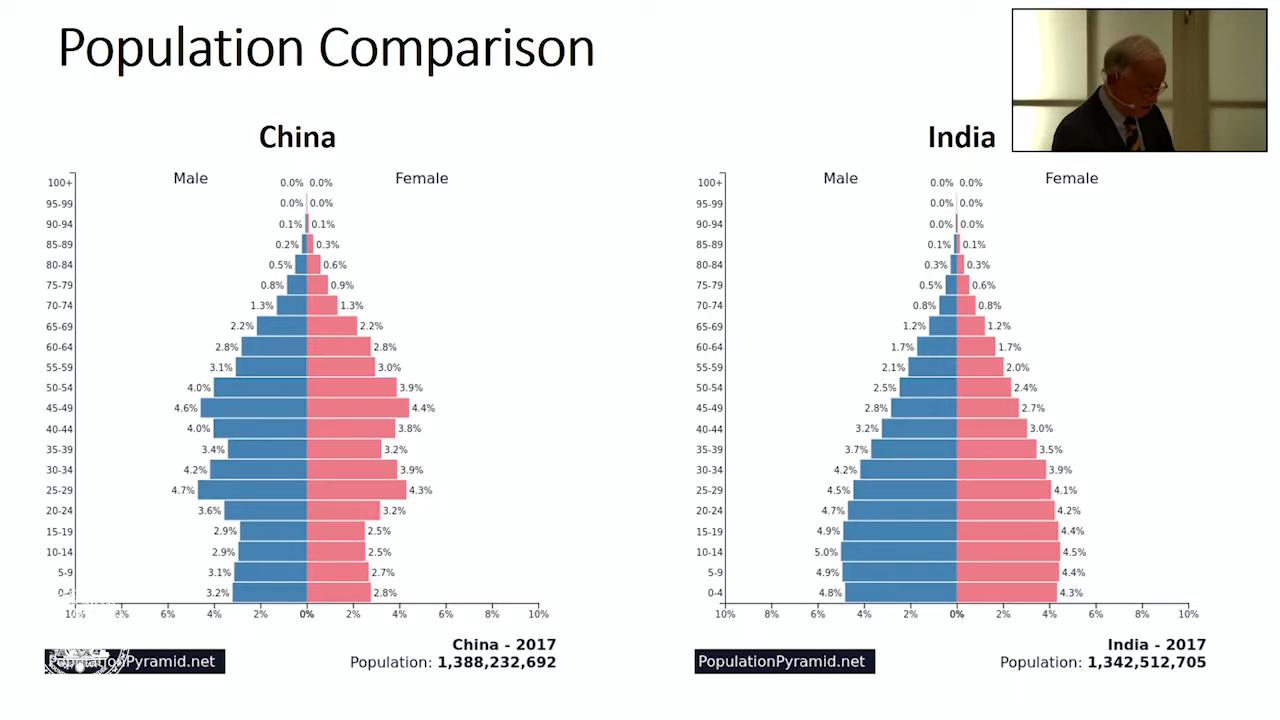 Population Comparison
China
Male
Female
100+ 0.0% 0.0%
95-99 0.0% 0.0%
90-94 0.1% 0.1%
85-89 0.2% 0.3%
80-84 0.5% 0.6%
75-79 0.8% 0.9%
70-74 1.3% 1.3%
65-69 2.2% 2.2%
60-64 2.8% 2.8%
55-59 3.1% 3.0%
50-54 4.0% 3.9%
45-49 4.6% 4.4%
40-44 4.0% 3.8%
35-39 3.4% 3.2%
30-34 4.2% 3.9%
25-29 4.7% 4.3%
20-24 3.6% 3.2%
15-19 2.9% 2.5%
10-14 2.9% 2.5%
5-9 3.1% 2.7%
0-4 3.2% 2.8%
10% 8% 6% 4% 2% 0% 2% 4% 6% 8% 10%
China - 2017
PopulationPyramid.net
Population: 1,388,232,692
India
Male
Female
100+ 0.0% 0.0%
95-99 0.0% 0.0%
90-94 0.0% 0.0%
85-89 0.1% 0.1%
80-84 0.3% 0.3%
75-79 0.5% 0.6%
70-74 0.8% 0.8%
65-69 1.2% 1.2%
60-64 1.7% 1.7%
55-59 2.1% 2.0%
50-54 2.5% 2.4%
45-49 2.8% 2.7%
40-44 3.2% 3.0%
35-39 3.7% 3.5%
30-34 4.2% 3.9%
25-29 4.5% 4.1%
20-24 4.7% 4.2%
15-19 4.9% 4.4%
10-14 5.0% 4.5%
5-9 4.9% 4.4%
0-4 4.8% 4.3%
10% 8% 6% 4% 2% 0% 2% 4% 6% 8% 10%
India - 2017
PopulationPyramid.net
Population: 1,342,512,705